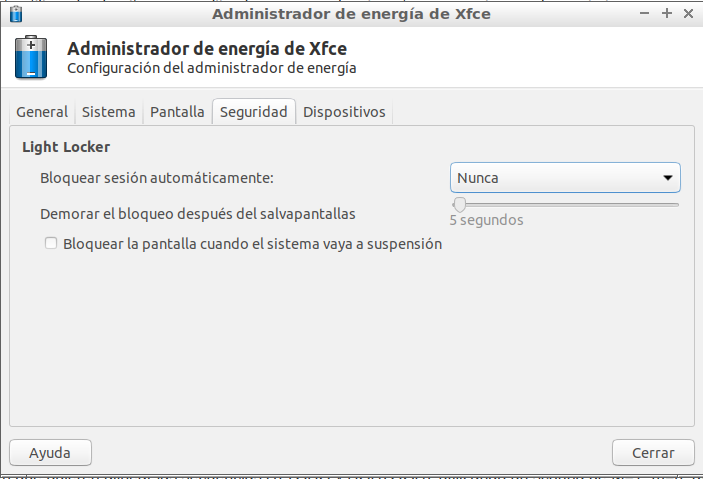 Administrador de energía de Xfce
Administrador de energía de Xfce
Configuración del administrador de energía
General Sistema Pantalla Seguridad Dispositivos
Light Locker
Bloquear sesión automáticamente: Nunca
Demorar el bloqueo después del salvapantallas
5 segundos
Bloquear la pantalla cuando el sistema vaya a suspensión
Ayuda Cerrar